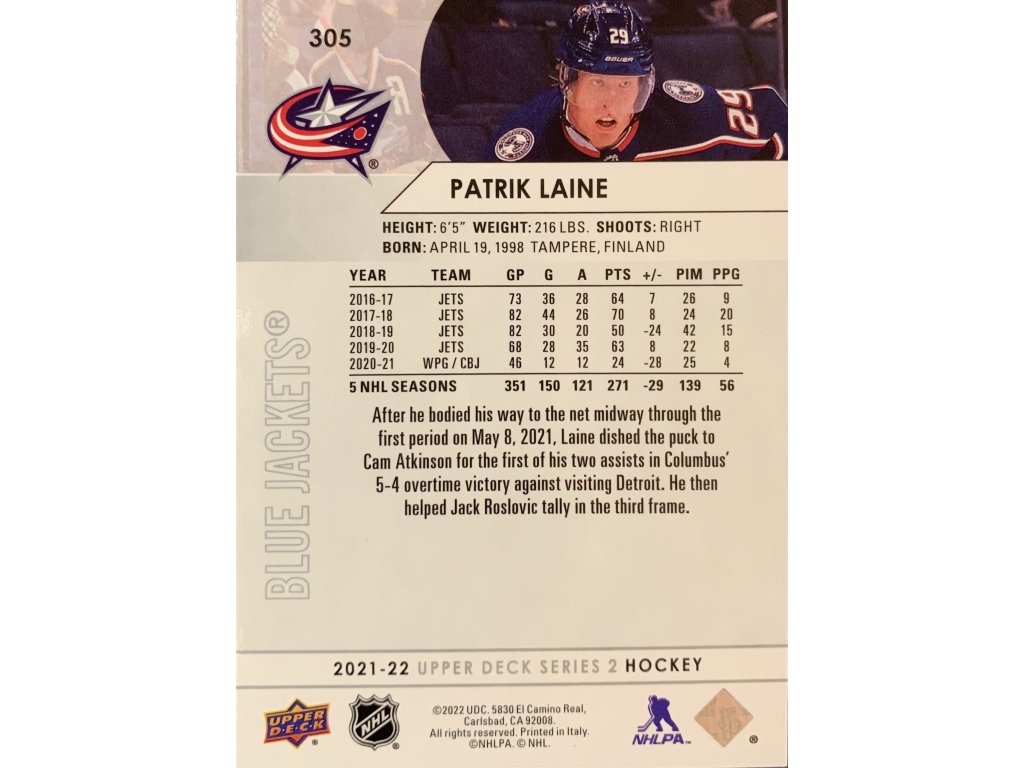 305
29
BAUER
29
®
PATRIK LAINE
HEIGHT: 6'5" WEIGHT: 216 LBS. SHOOTS: RIGHT
BORN: APRIL 19, 1998 TAMPERE, FINLAND
YEAR TEAM GP G A PTS +/- PIM PPG
2016-17 JETS 73 36 28 64 7 26 9
2017-18 JETS 82 44 26 70 8 24 20
2018-19 JETS 82 30 20 50 -24 42 15
2019-20 JETS 68 28 35 63 8 22 8
2020-21 WPG / CBJ 46 12 12 24 -28 25 4
5 NHL SEASONS 351 150 121 271 -29 139 56
After he bodied his way to the net midway through the
first period on May 8, 2021, Laine dished the puck to
Cam Atkinson for the first of his two assists in Columbus'
5-4 overtime victory against visiting Detroit. He then
helped Jack Roslovic tally in the third frame.
BLUE JACKETS®
2021-22 UPPER DECK SERIES 2 HOCKEY
UPPER DECK ®
NHL ®
©2022 UDC. 5830 El Camino Real,
Carlsbad, CA 92008.
All rights reserved. Printed in Italy.
©NHLPA. © NHL.
NHLPA™
®